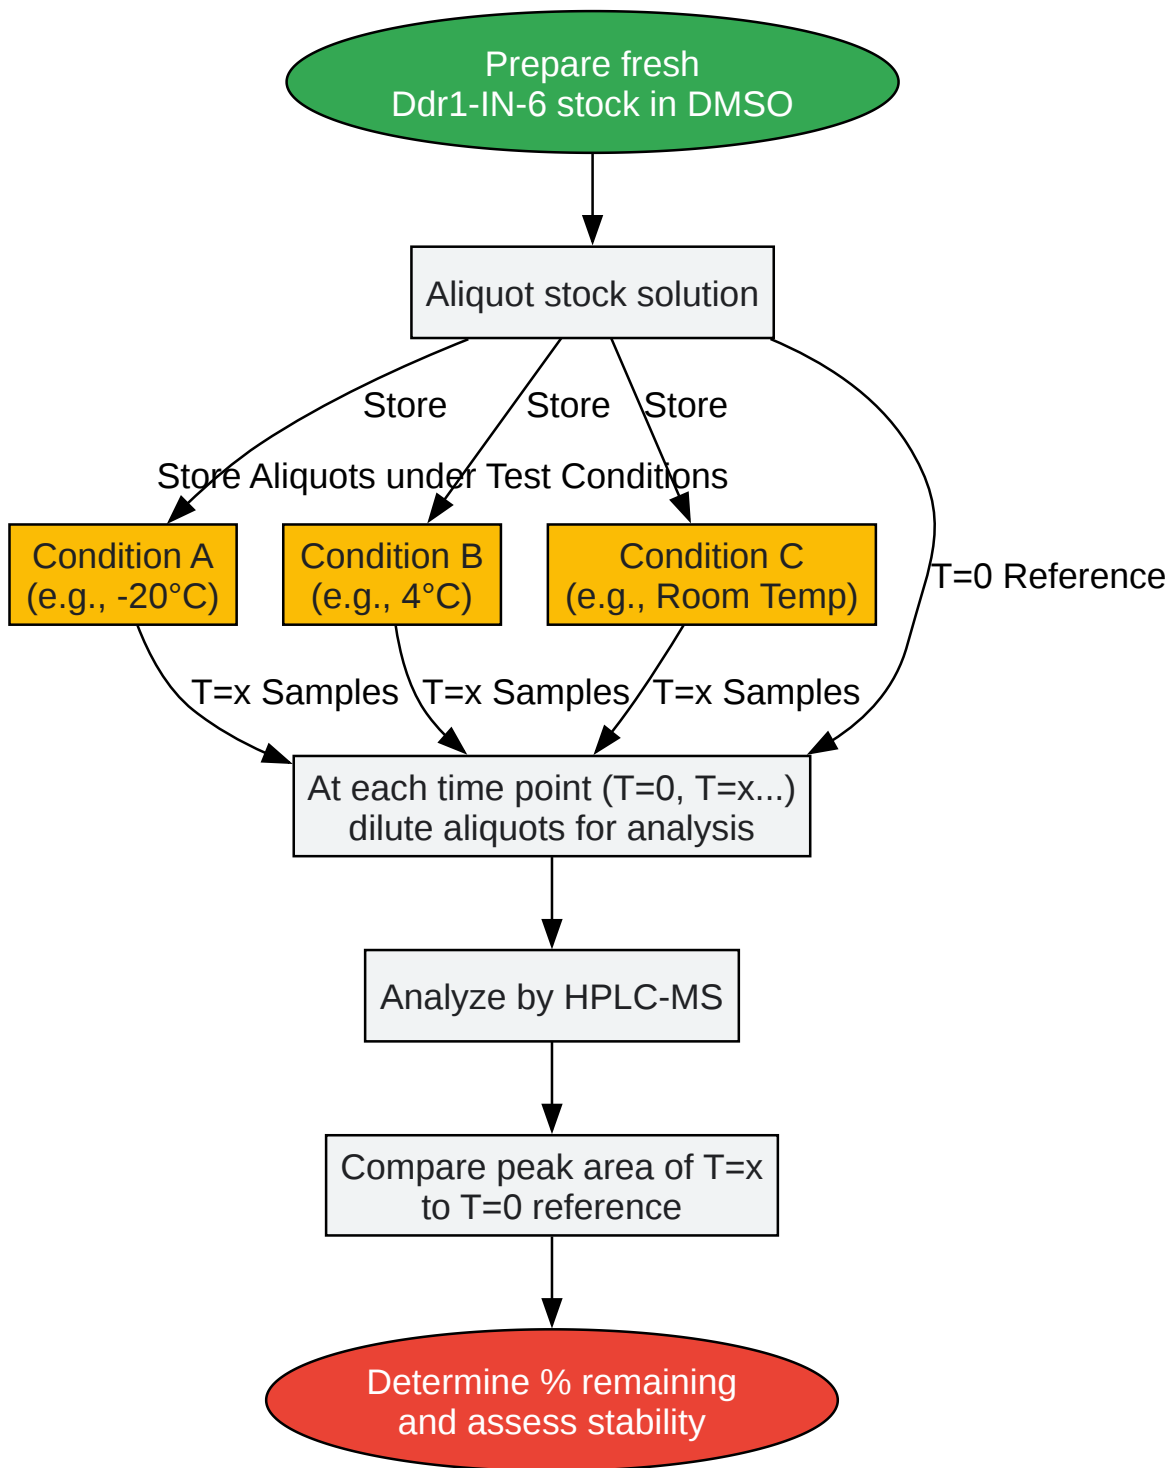 Prepare fresh
Ddr1-IN-6 stock in DMSO
Aliquot stock solution
Store
Store
Store
Store Aliquots under Test Conditions
Condition A
(e.g., -20°C)
Condition B
(e.g., 4°C)
Condition C
(e.g., Room Temp)
T=0 Reference
T=x Samples
T=x Samples
T=x Samples
At each time point (T=0, T=x...)
dilute aliquots for analysis
Analyze by HPLC-MS
Compare peak area of T=x
to T=0 reference
Determine % remaining
and assess stability